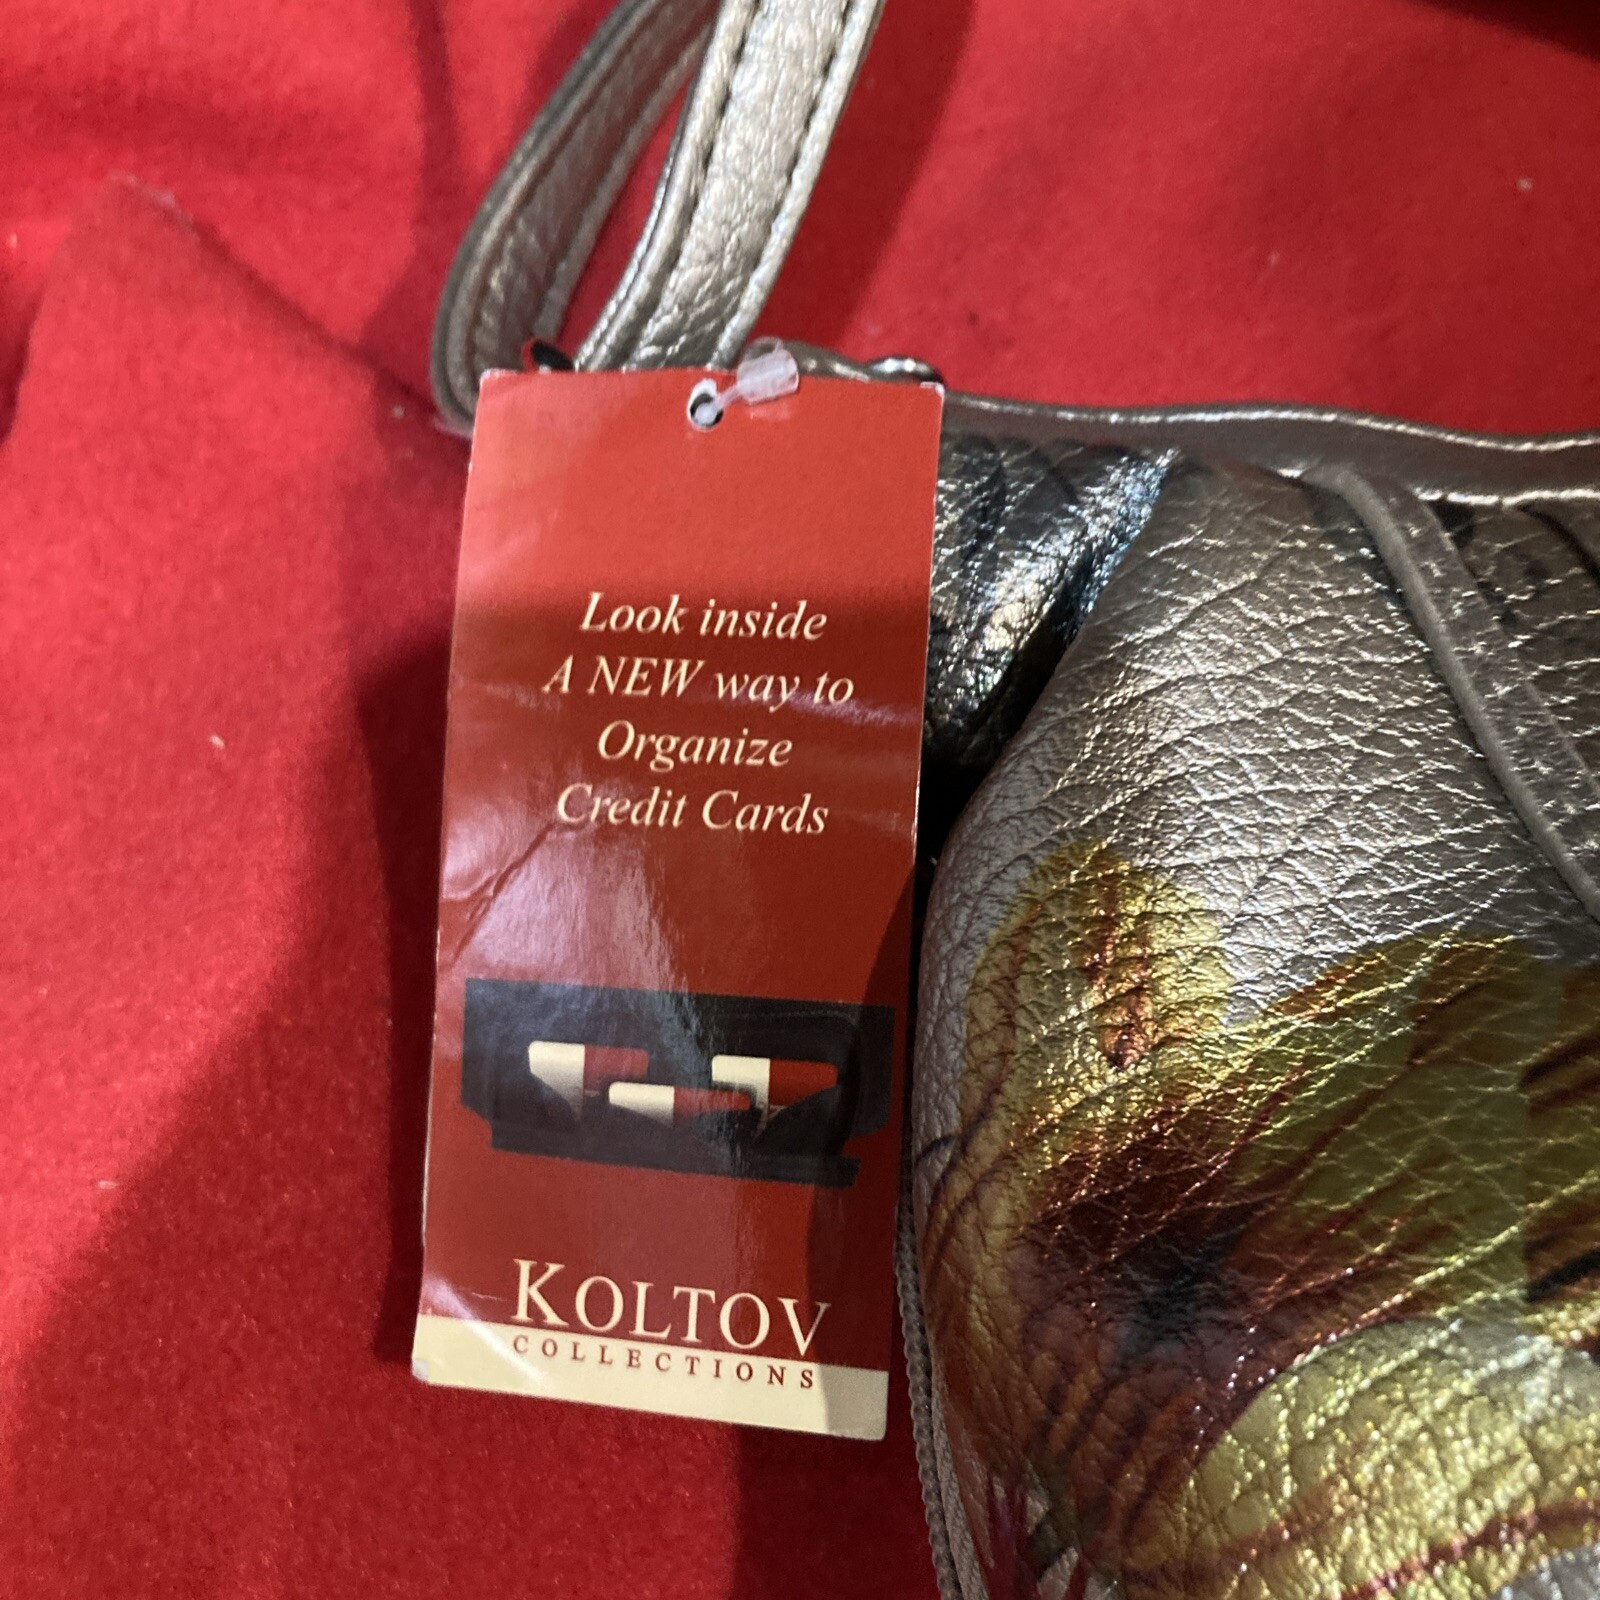 Look inside
A NEW way to
Organize
Credit Cards
KOLTOV
COLLECTIONS